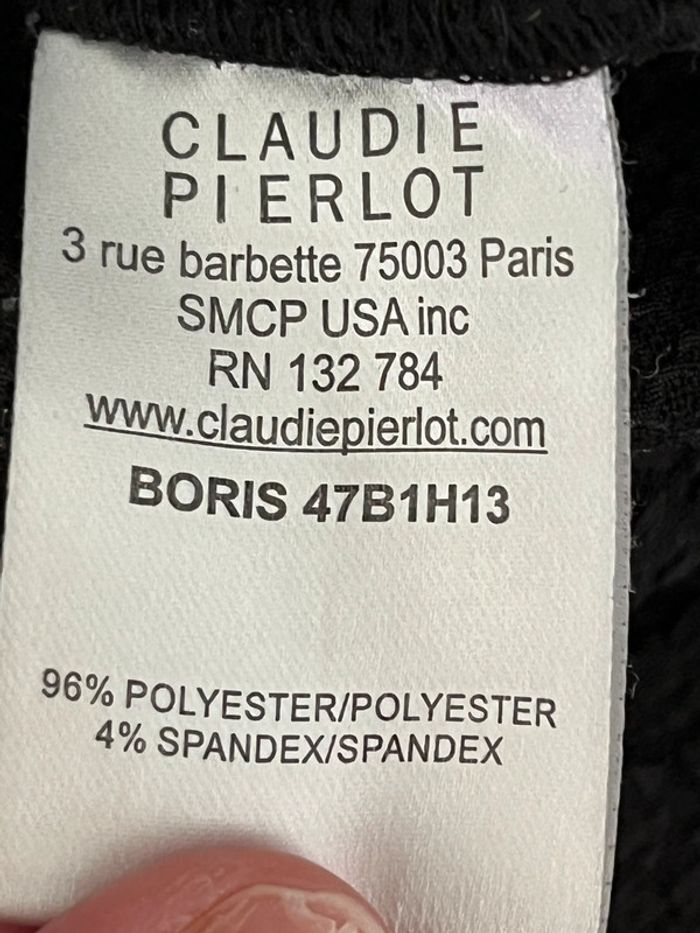 CLAUDIE
PIERLOT
3 rue barbette 75003 Paris
SMCP USA inc
RN 132 784
www.claudiepierlot.com
BORIS 47B1H13
96% POLYESTER/POLYESTER
4% SPANDEX/SPANDEX